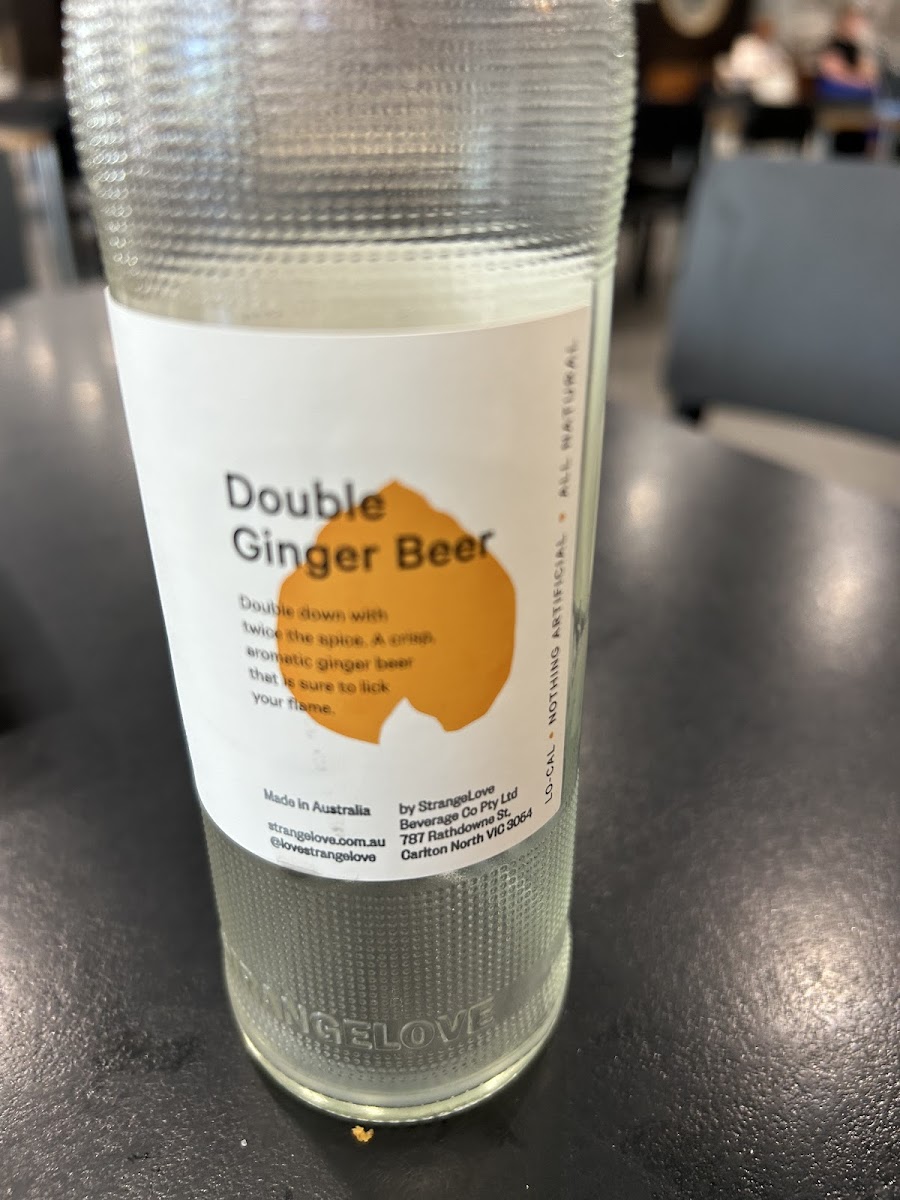 Double
Ginger Beer
Double down with
twice the spice. A crisp,
aromatic ginger beer
that is sure to lick
your flame.
Made in Australia
strangelove.com.au
@lovestrangelove
by StrangeLove
Beverage Co Pty Ltd
787 Rathdowne St,
Carlton North VIC 3054
LO-CAL • NOTHING ARTIFICIAL • ALL NATURAL
ANGELOVE